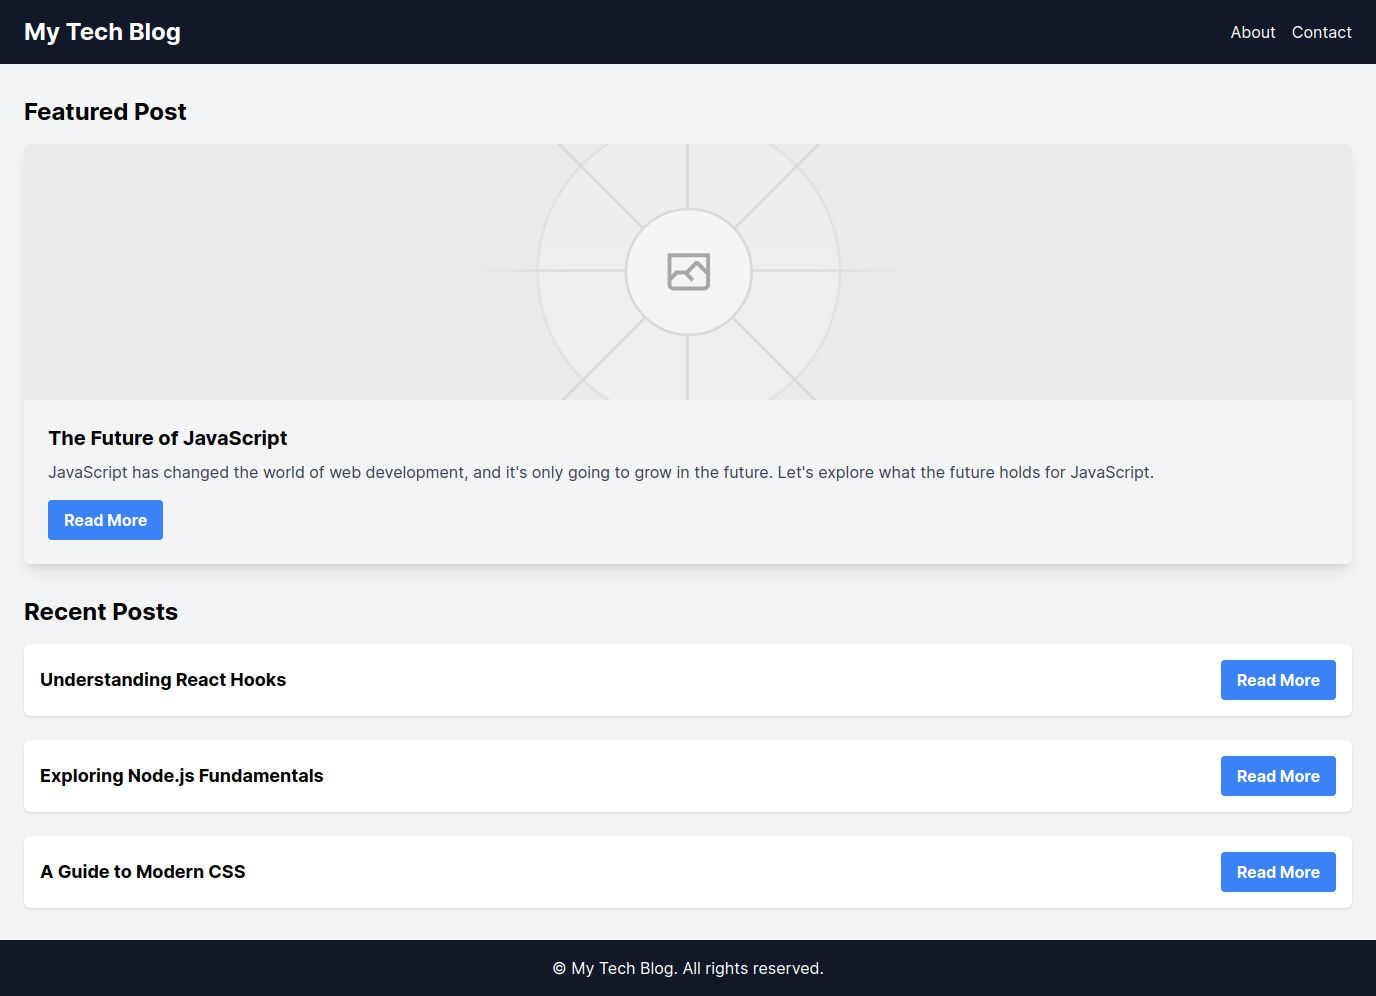 My Tech Blog
About Contact
Featured Post
The Future of JavaScript
JavaScript has changed the world of web development, and it's only going to grow in the future. Let's explore what the future holds for JavaScript.
Read More
Recent Posts
Understanding React Hooks
Read More
Exploring Node.js Fundamentals
Read More
A Guide to Modern CSS
Read More
© My Tech Blog. All rights reserved.